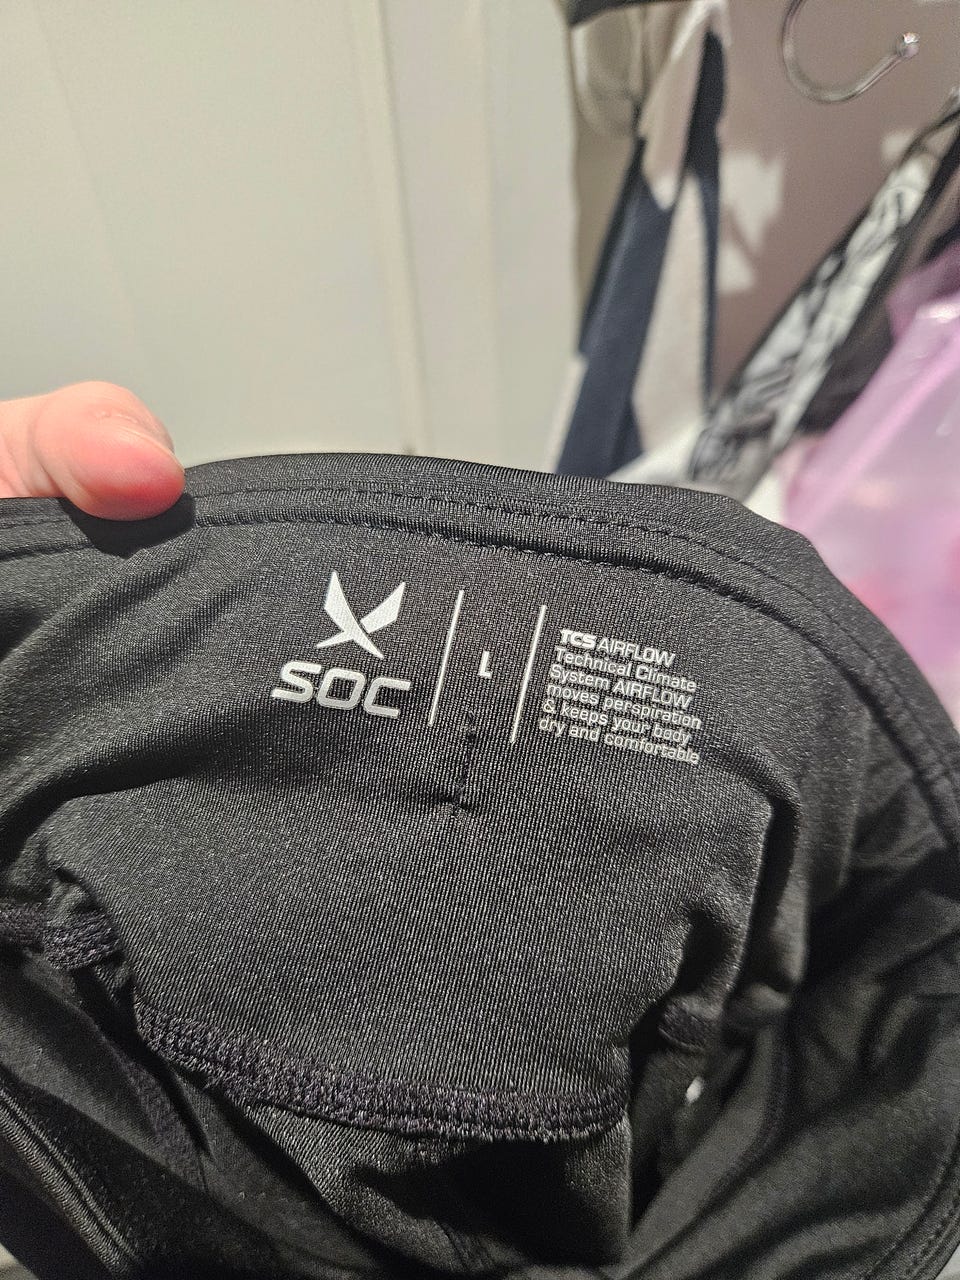 SOC
L
TCS AIRFLOW
Technical Climate
System AIRFLOW
moves perspiration
& keeps your body
dry and comfortable